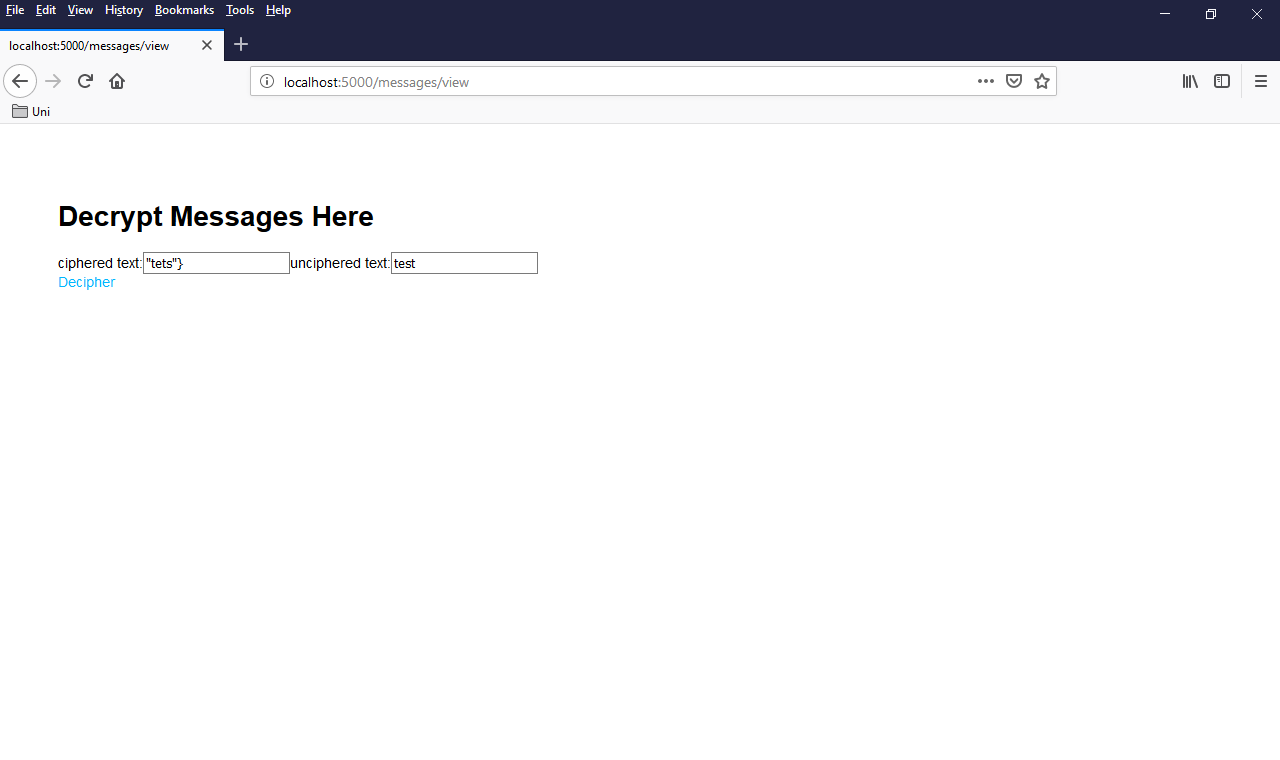 File Edit View History Bookmarks Tools Help
localhost:5000/messages/view
localhost:5000/messages/view
Uni
Decrypt Messages Here
ciphered text: "tets"} unciphered text: test
Decipher